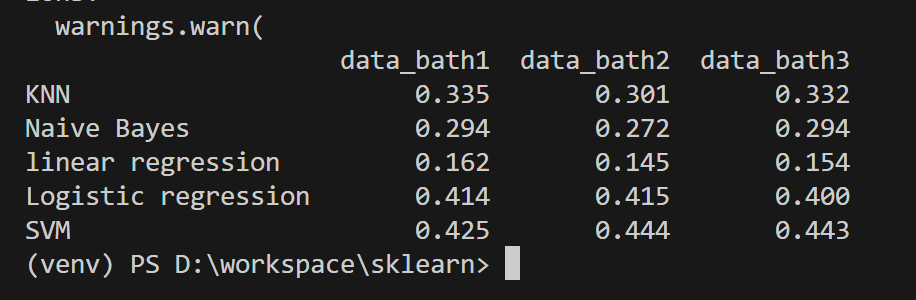 warnings.warn(
data_bath1 data_bath2 data_bath3
KNN 0.335 0.301 0.332
Naive Bayes 0.294 0.272 0.294
linear regression 0.162 0.145 0.154
Logistic regression 0.414 0.415 0.400
SVM 0.425 0.444 0.443
(venv) PS D:\workspace\sklearn>